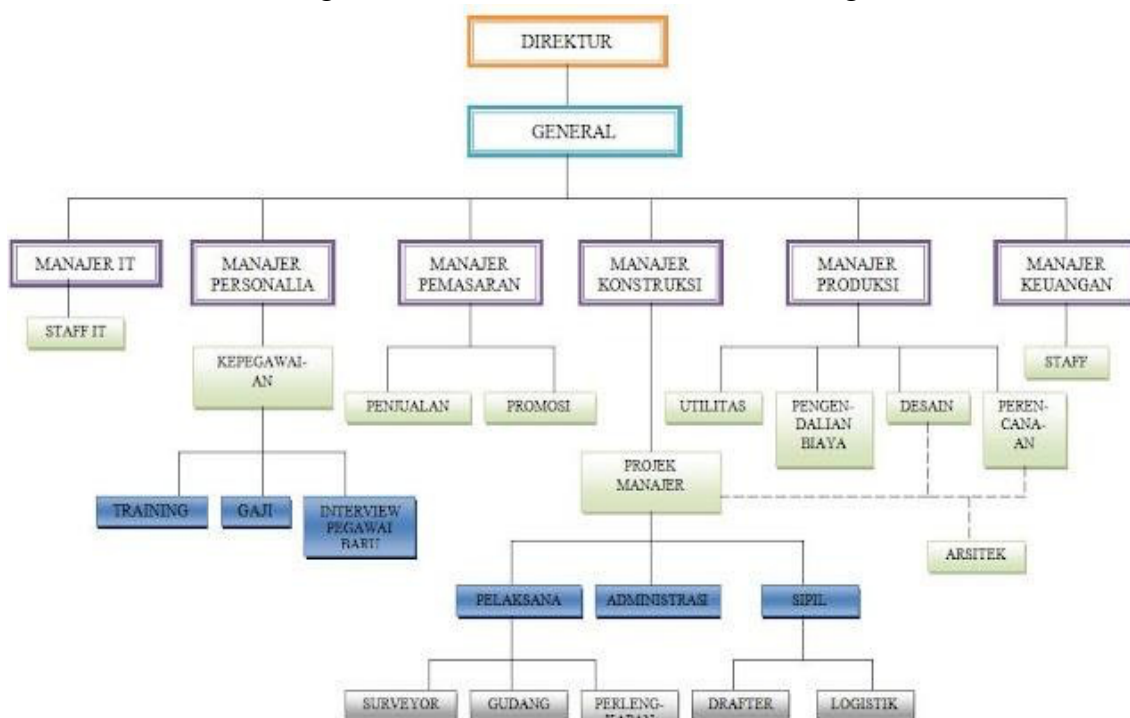 DIREKTUR
GENERAL
MANAJER IT
MANAJER
PERSONALIA
MANAJER
PEMASARAN
MANAJER
KONSTRUKSI
MANAJER
PRODUKSI
MANAJER
KEUANGAN
STAFF IT
KEPEGAWAI-
AN
PENJUALAN
PROMOSI
UTILITAS
PENGEN-
DALIAN
BIAYA
DESAIN
PEREN-
CANA-
AN
STAFF
PROJEK
MANAJER
TRAINING
GAJI
INTERVIEW
PEGAWAI
BARU
ARSITEK
PELAKSANA
ADMINISTRASI
SIPIL
SURVEYOR
GUDANG
PERLENG-
KAPAN
DRAFTER
LOGISTIK